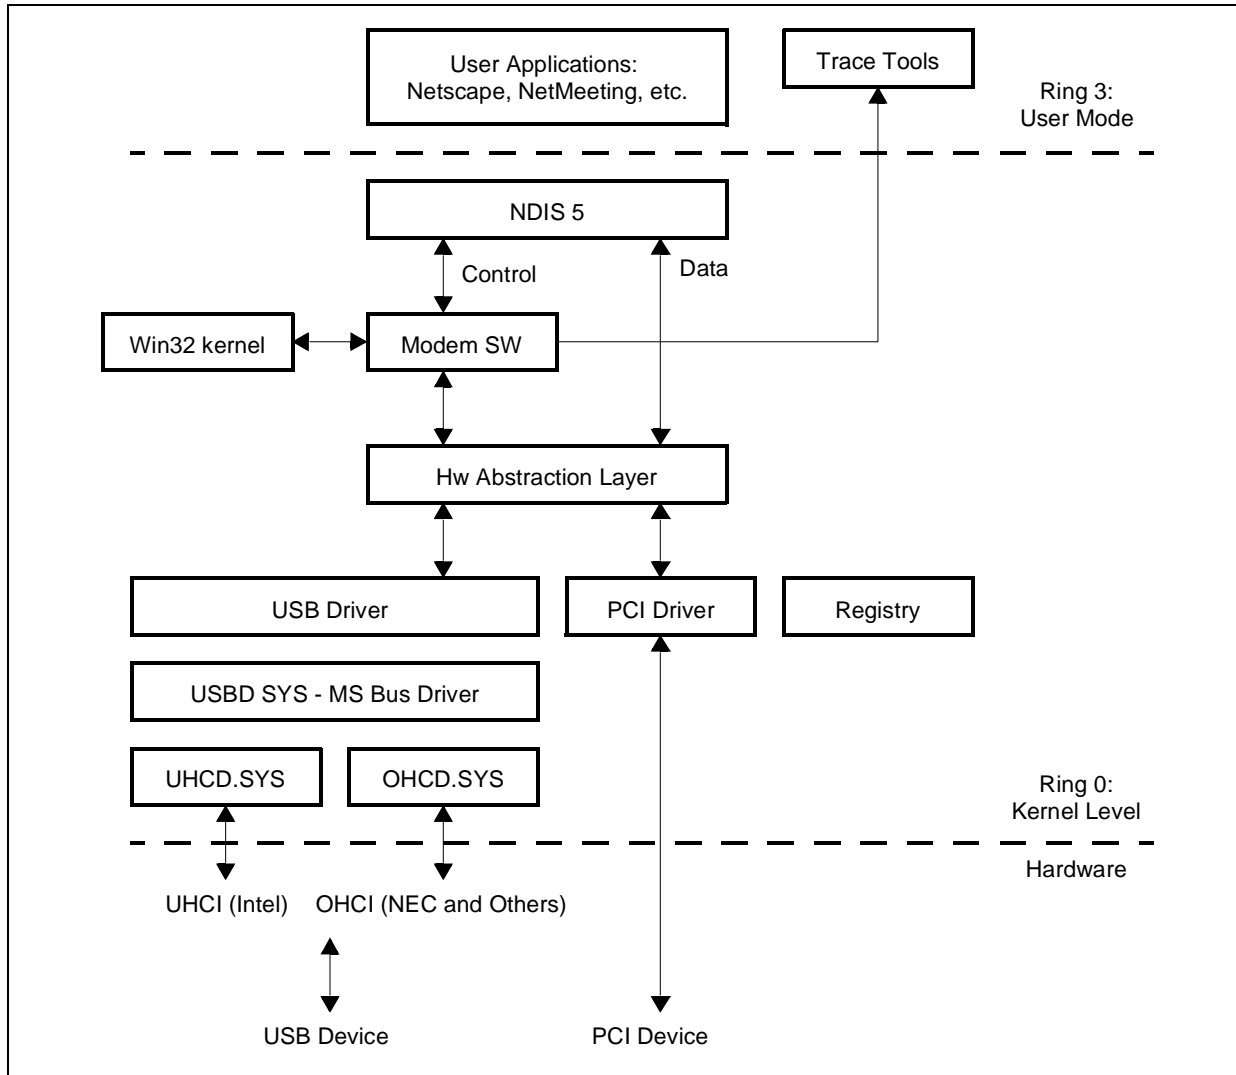 User Applications:
Netscape, NetMeeting, etc.
Trace Tools
Ring 3:
User Mode
NDIS 5
Control
Data
Win32 kernel
Modem SW
Hw Abstraction Layer
USB Driver
PCI Driver
Registry
USBD SYS - MS Bus Driver
UHCD.SYS
OHCD.SYS
Ring 0:
Kernel Level
Hardware
UHCI (Intel)
OHCI (NEC and Others)
USB Device
PCI Device